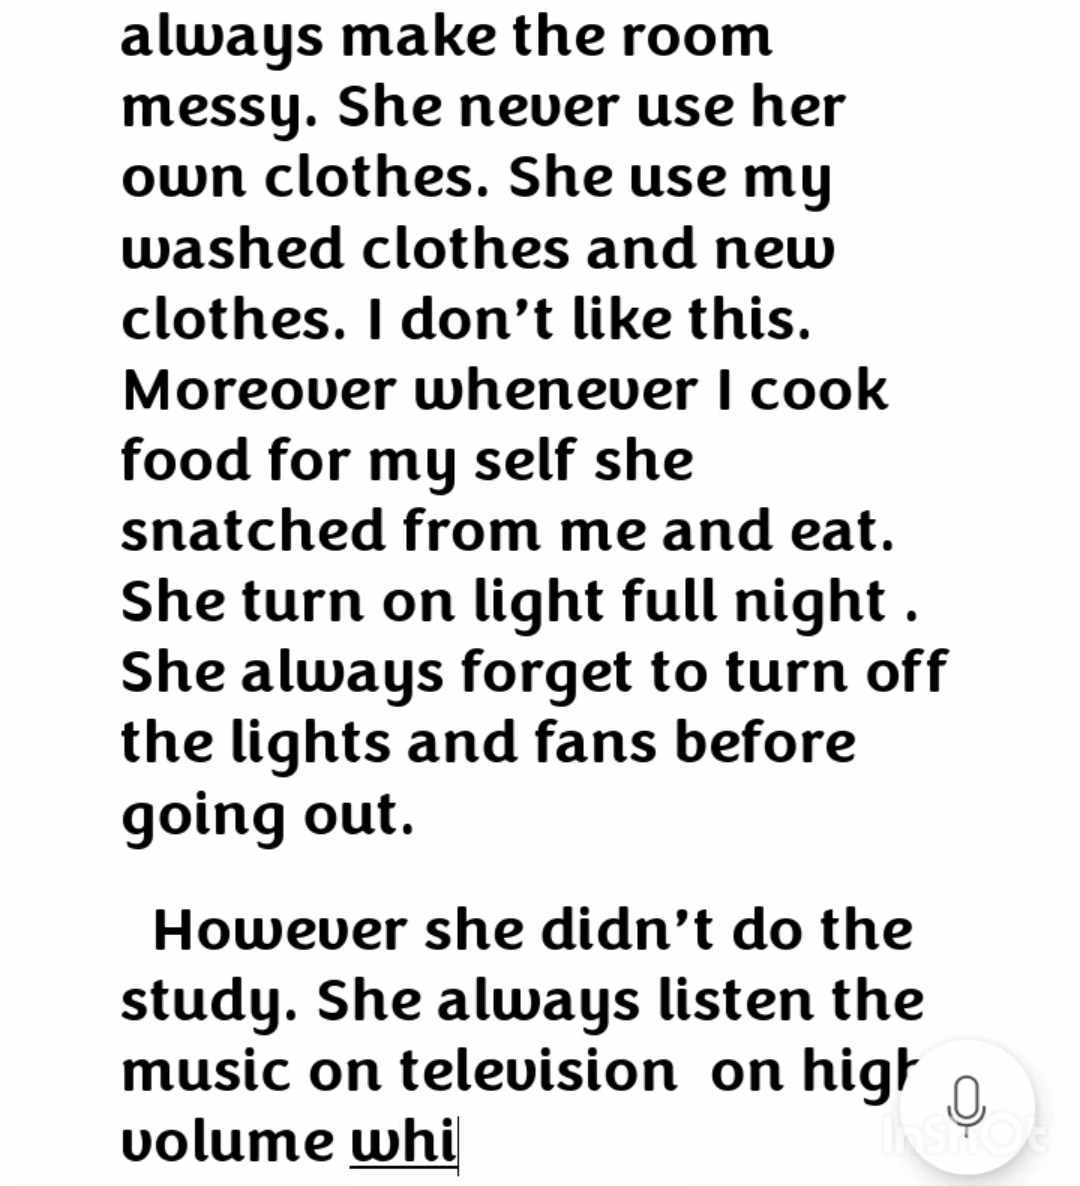 always make the room
messy. She never use her
own clothes. She use my
washed clothes and new
clothes. I don’t like this.
Moreover whenever I cook
food for my self she
snatched from me and eat.
She turn on light full night .
She always forget to turn off
the lights and fans before
going out.
However she didn’t do the
study. She always listen the
music on television  on high
volume whi
InShOt